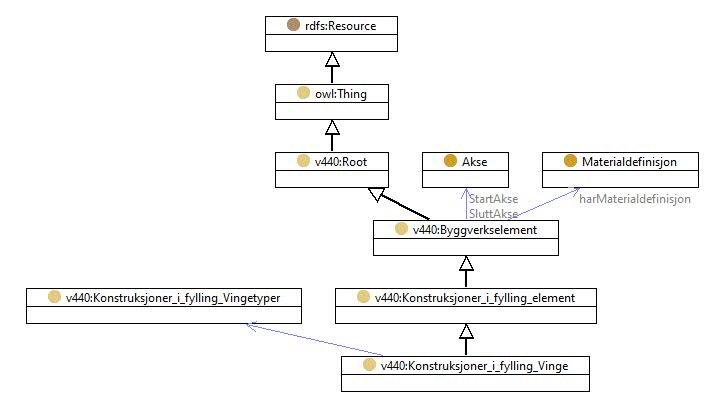 rdfs:Resource
owl:Thing
v440:Root
Akse
Materialdefinisjon
StartAkse
harMaterialdefinisjon
SluttAkse
v440:Byggverkselement
v440:Konstruksjoner_i_fylling_Vingetyper
v440:Konstruksjoner_i_fylling_element
v440:Konstruksjoner_i_fylling_Vinge